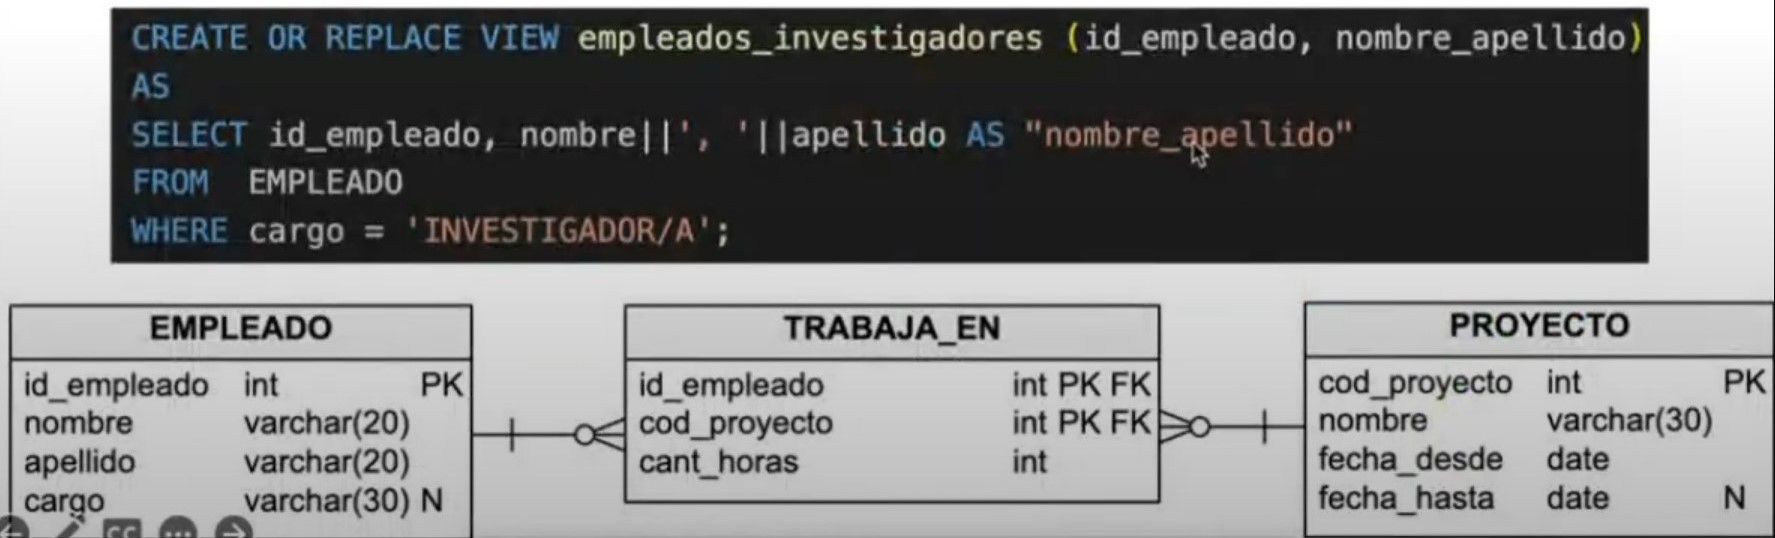 CREATE OR REPLACE VIEW empleados_investigadores (id_empleado, nombre_apellido)
AS
SELECT id_empleado, nombre||', '||apellido AS "nombre_apellido"
FROM EMPLEADO
WHERE cargo = 'INVESTIGADOR/A';
EMPLEADO
id_empleado int PK
nombre varchar(20)
apellido varchar(20)
cargo varchar(30) N
TRABAJA_EN
id_empleado int PK FK
cod_proyecto int PK FK
cant_horas int
PROYECTO
cod_proyecto int PK
nombre varchar(30)
fecha_desde date
fecha_hasta date N
CC